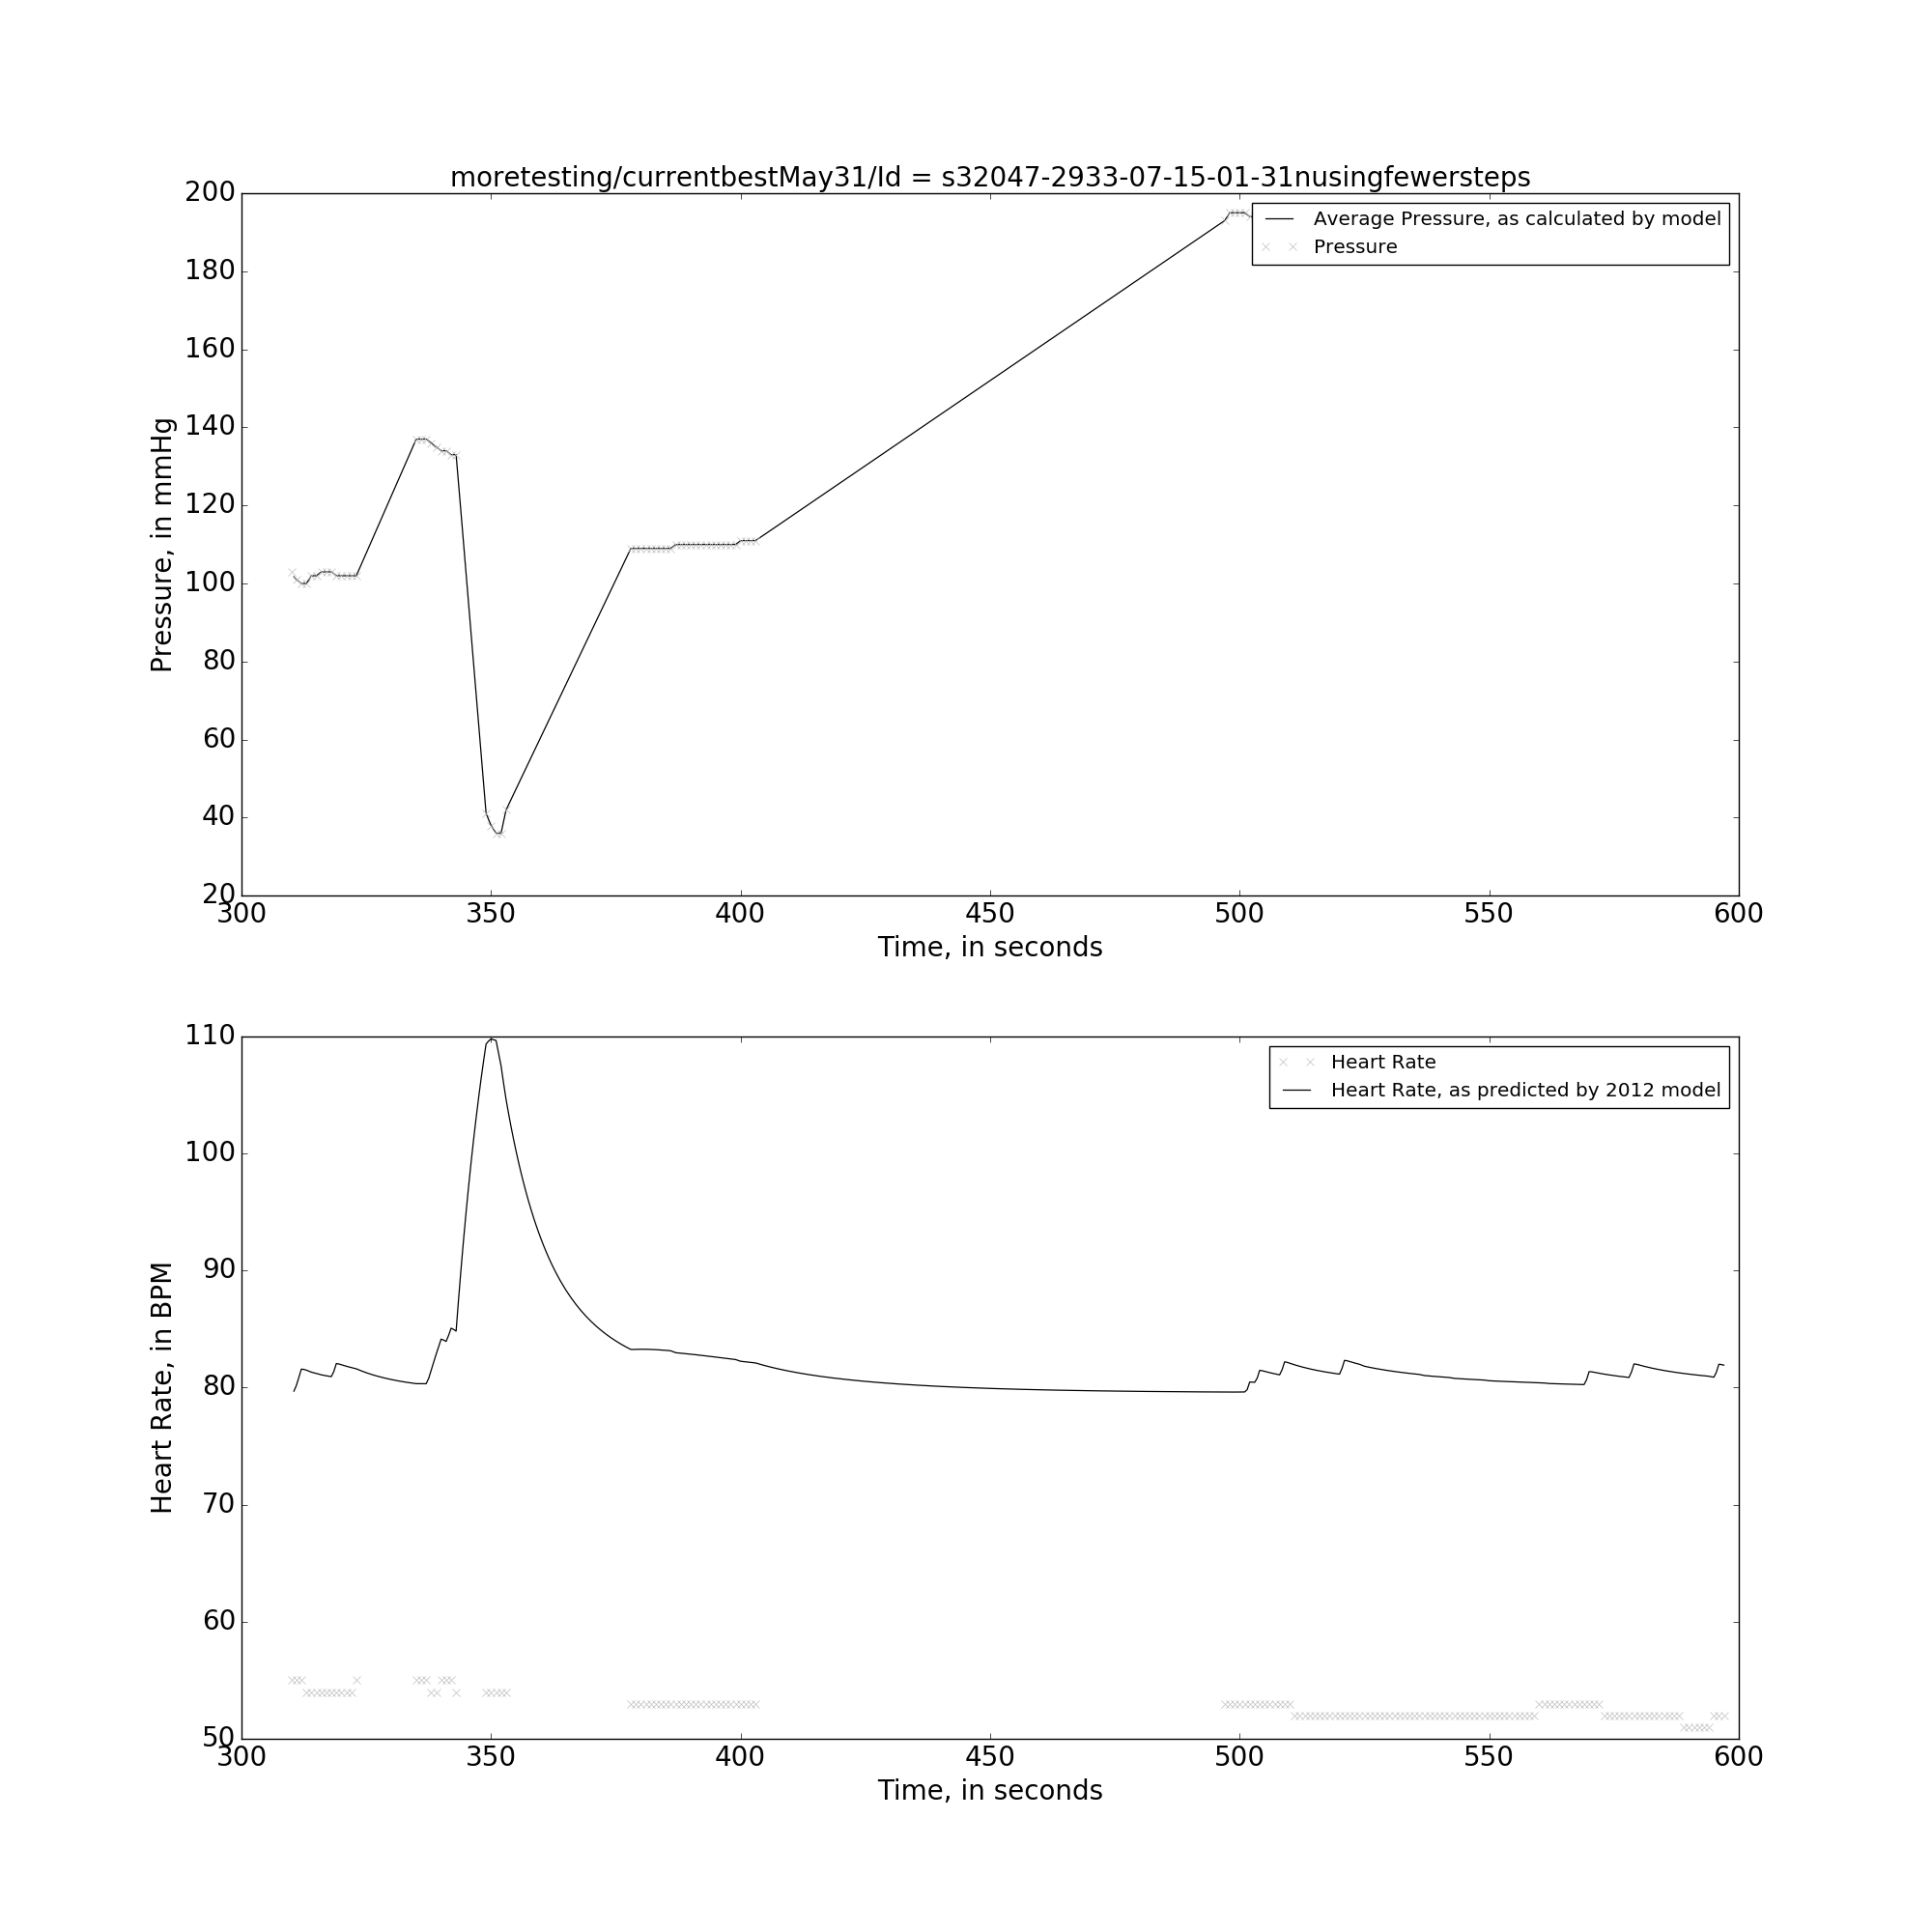 moretesting/currentbestMay31/Id = s32047-2933-07-15-01-31nusingfewersteps
200
180
160
140
120
100
80
60
40
20
Pressure, in mmHg
Average Pressure, as calculated by model
Pressure
300 350 400 450 500 550 600
Time, in seconds
110
100
90
80
70
60
50
Heart Rate, in BPM
Heart Rate
Heart Rate, as predicted by 2012 model
300 350 400 450 500 550 600
Time, in seconds